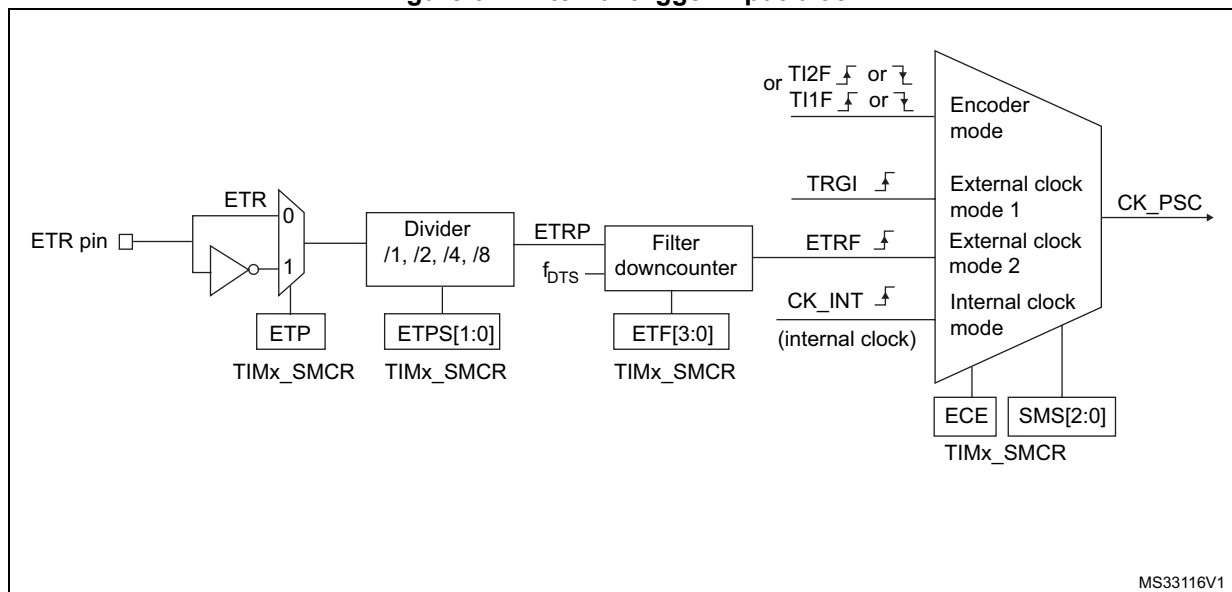 or TI2F or
TI1F or
Encoder
mode
TRGI
External clock
mode 1
CK_PSC
ETR
0
ETR pin
1
Divider
/1, /2, /4, /8
ETRP
f_DTS
Filter
downcounter
ETRF
External clock
mode 2
CK_INT
(internal clock)
Internal clock
mode
ETP
TIMx_SMCR
ETPS[1:0]
TIMx_SMCR
ETF[3:0]
TIMx_SMCR
ECE
SMS[2:0]
TIMx_SMCR
MS33116V1